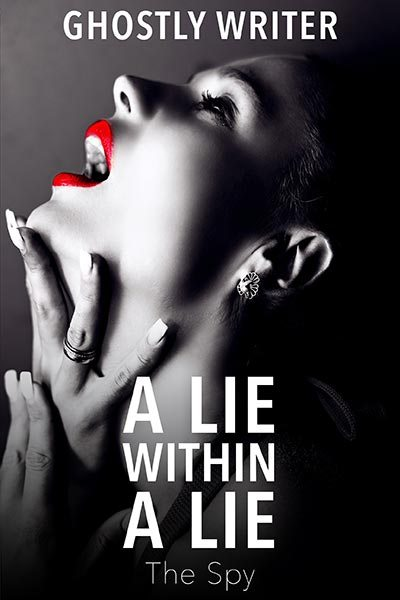 GHOSTLY WRITER
A LIE
WITHIN
A LIE
The Spy